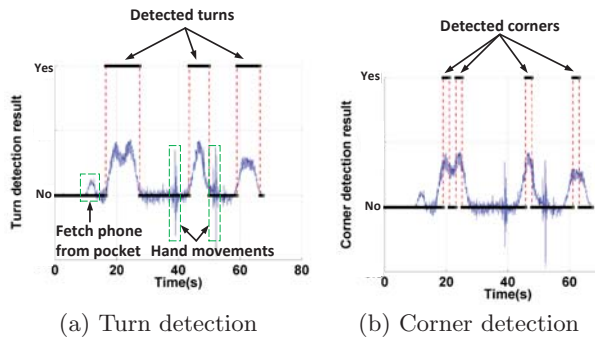 Detected turns
Yes
Turn detection result
No
Fetch phone
from pocket
Hand movements
0 20 40 60 80
Time(s)
(a) Turn detection
Detected corners
Yes
Corner detection result
No
0 20 40 60
Time(s)
(b) Corner detection